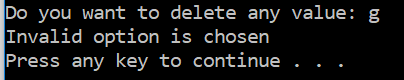 Do you want to delete any value: g
Invalid option is chosen
Press any key to continue . . .